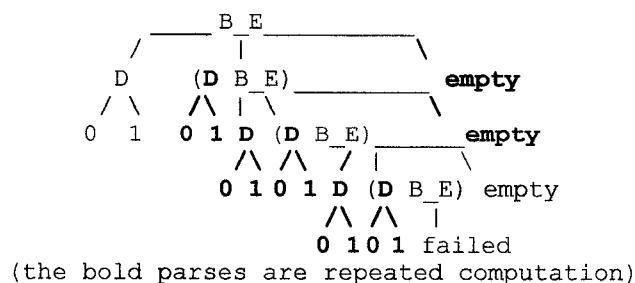 B_E
D (D B_E) empty
0 1 0 1 D (D B_E) empty
0 1 0 1 D (D B_E) empty
0 1 0 1 failed
(the bold parses are repeated computation)